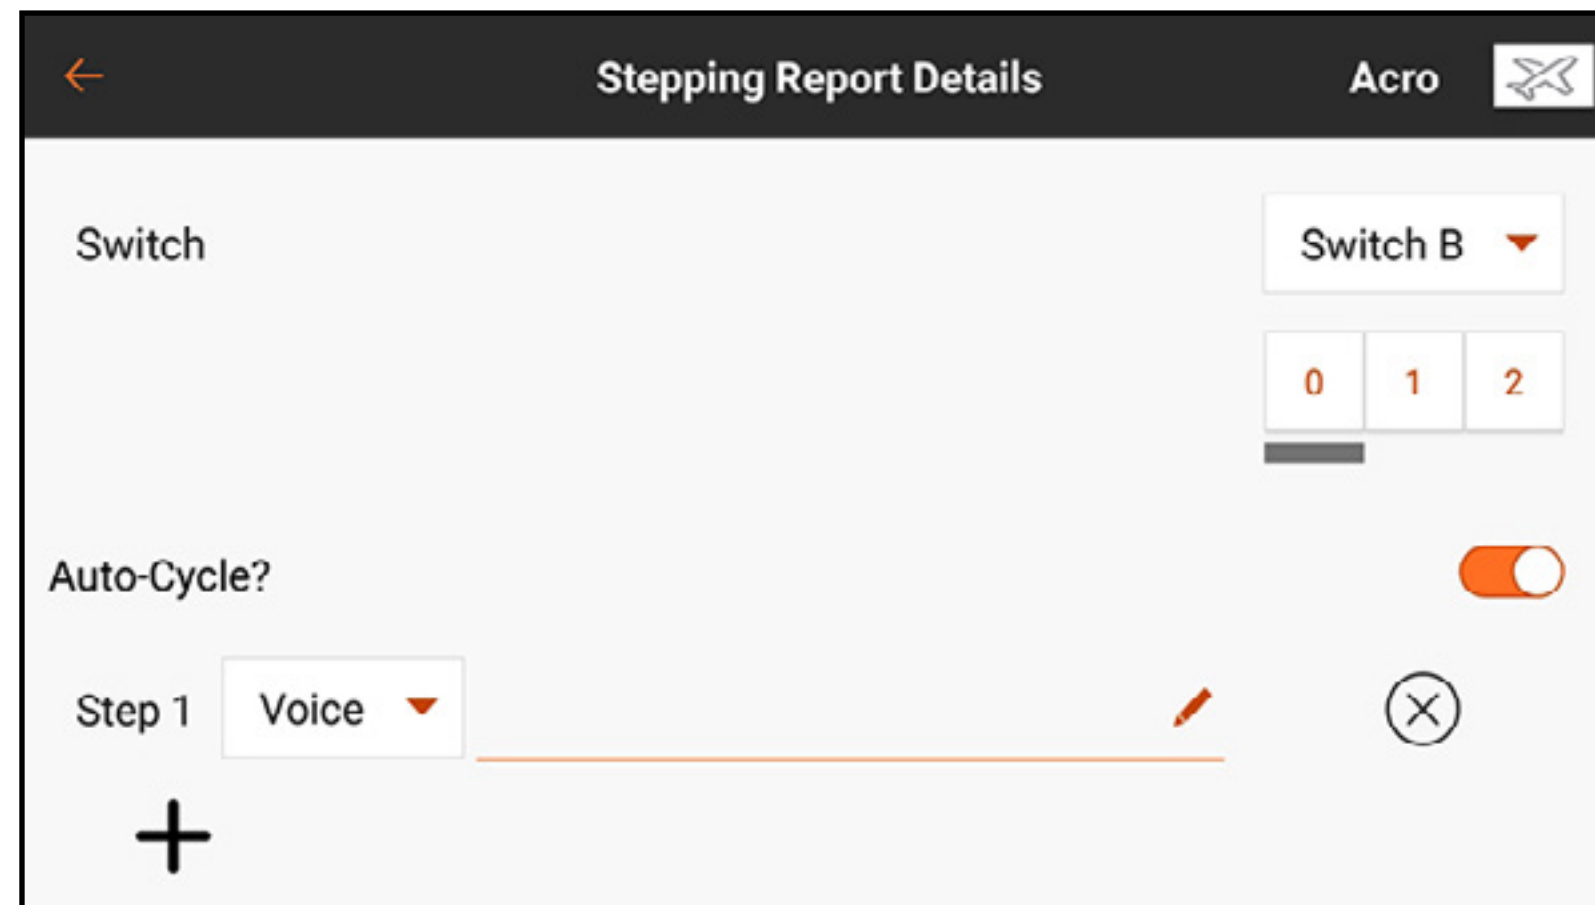 Stepping Report Details Acro
Switch Switch B
0 1 2
Auto-Cycle?
Step 1 Voice